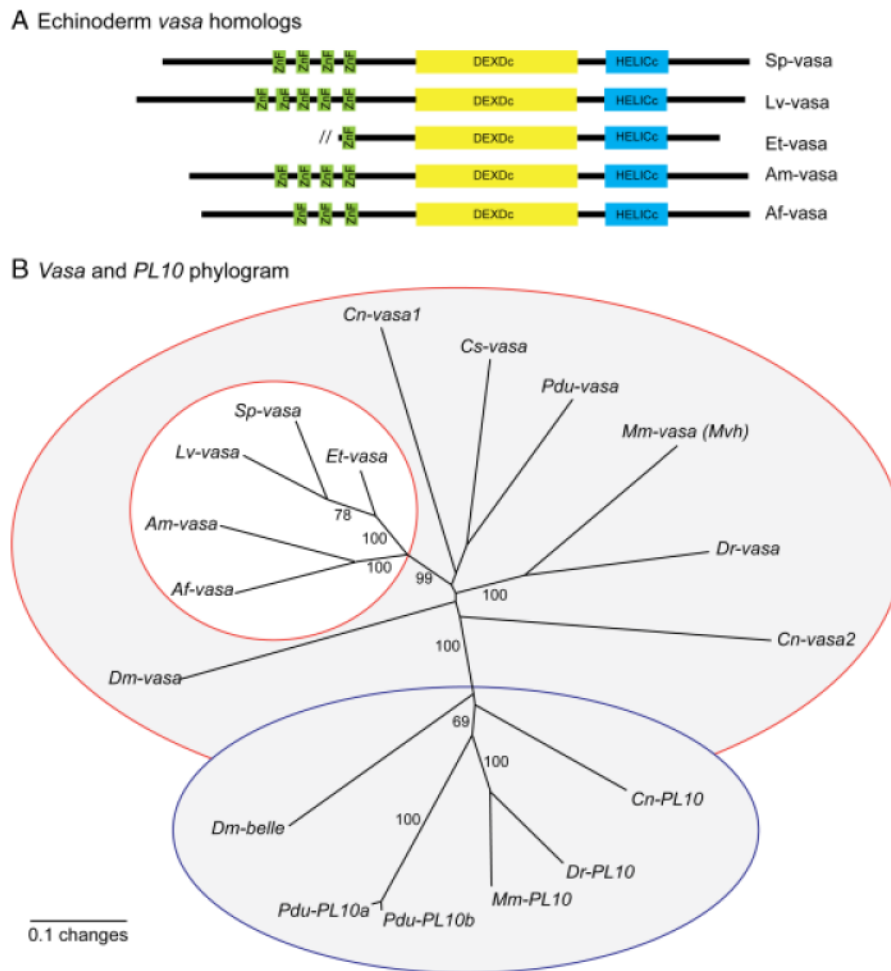 A Echinoderm vasa homologs
ZnF ZnF ZnF ZnF DEXDc HELICc Sp-vasa
ZnF ZnF ZnF ZnF ZnF DEXDc HELICc Lv-vasa
// ZnF DEXDc HELICc Et-vasa
ZnF ZnF ZnF ZnF DEXDc HELICc Am-vasa
ZnF ZnF ZnF DEXDc HELICc Af-vasa
B Vasa and PL10 phylogram
Cn-vasa1
Cs-vasa
Pdu-vasa
Sp-vasa
Mm-vasa (Mvh)
Lv-vasa
Et-vasa
78
Am-vasa
100
Dr-vasa
100
99
Af-vasa
100
Cn-vasa2
100
Dm-vasa
69
100
Cn-PL10
100
Dm-belle
Dr-PL10
Mm-PL10
Pdu-PL10a
Pdu-PL10b
0.1 changes